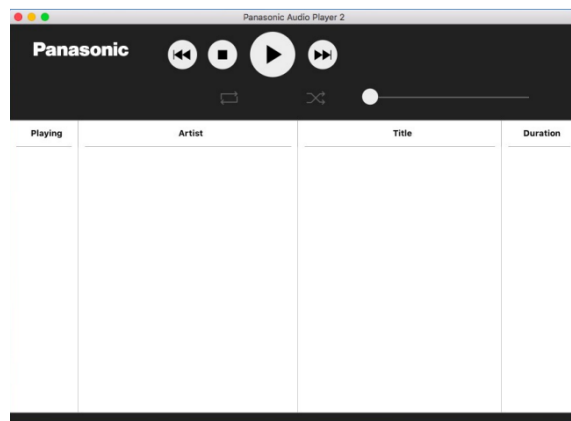 Panasonic Audio Player 2
Panasonic
Playing Artist Title Duration